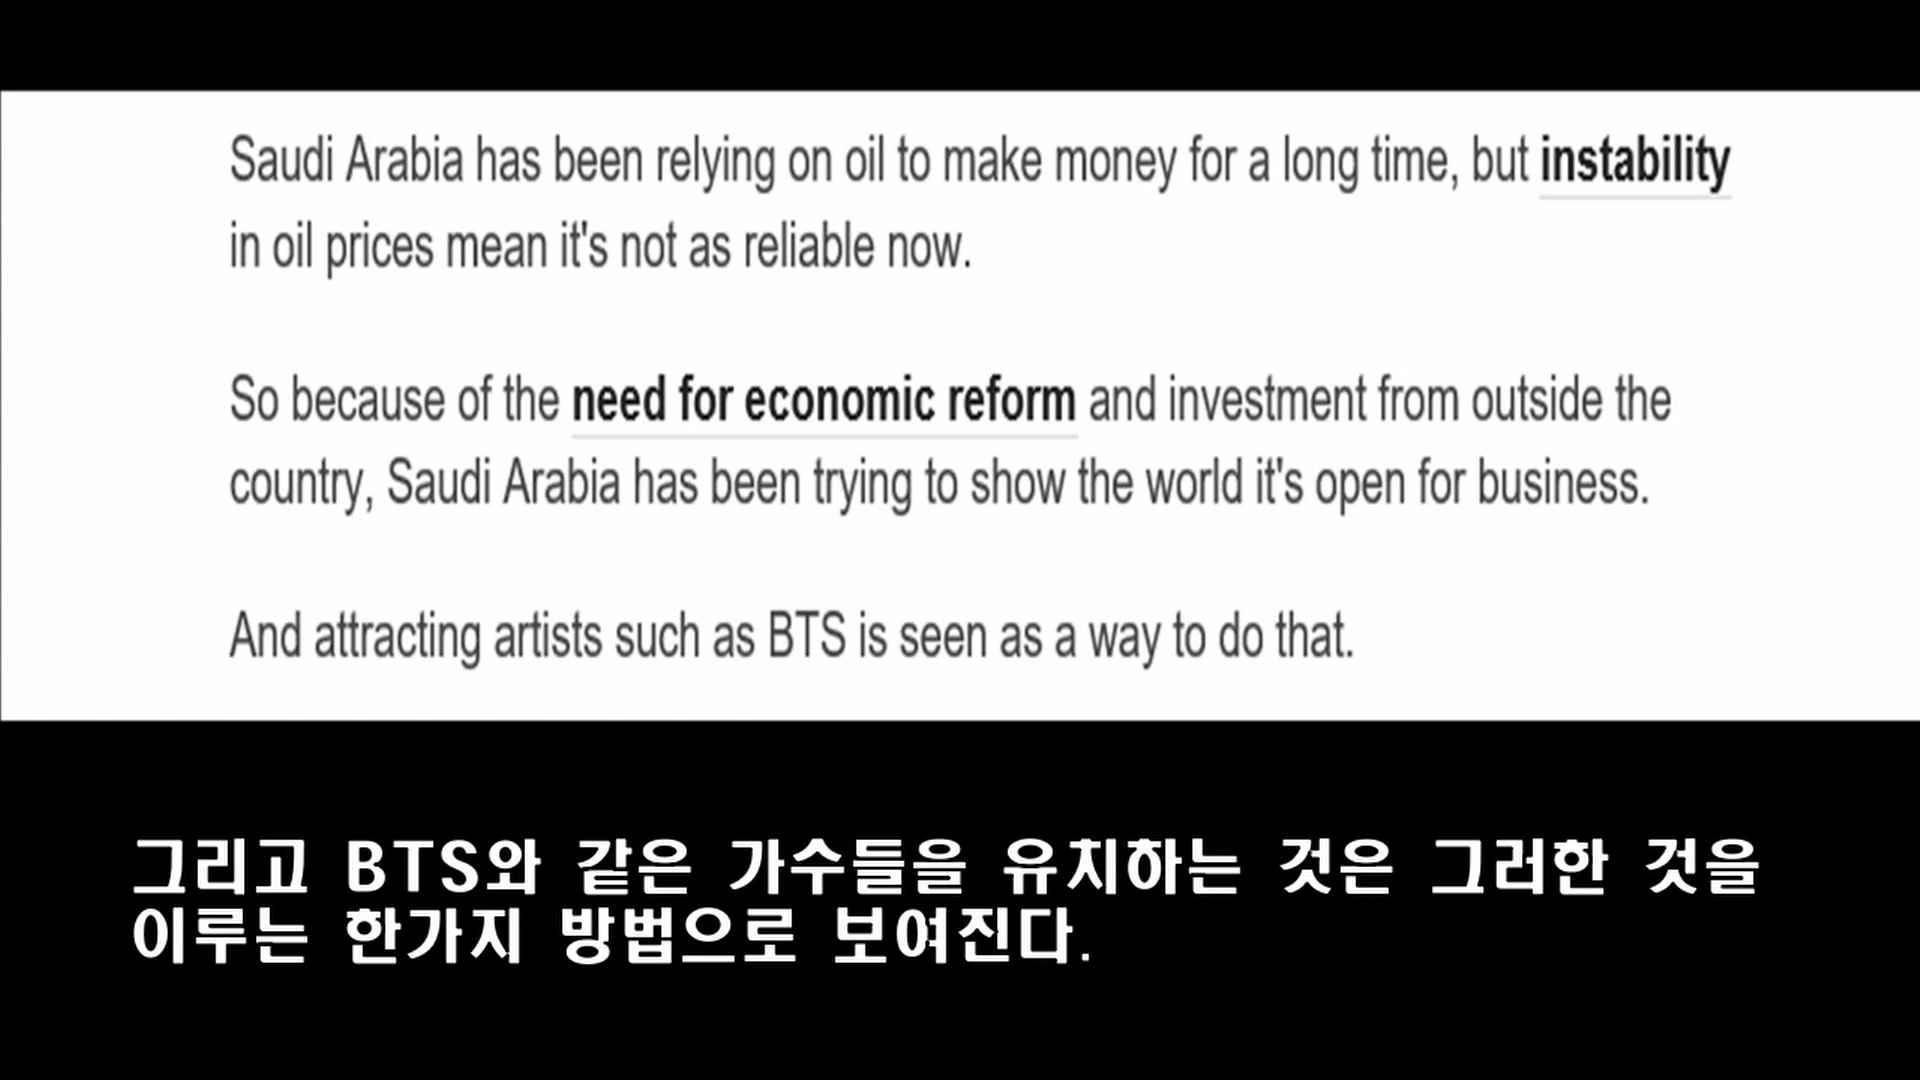 Saudi Arabia has been relying on oil to make money for a long time, but instability
in oil prices mean it's not as reliable now.
So because of the need for economic reform and investment from outside the
country, Saudi Arabia has been trying to show the world it's open for business.
And attracting artists such as BTS is seen as a way to do that.
그리고 BTS와 같은 가수들을 유치하는 것은 그러한 것을
이루는 한가지 방법으로 보여진다.